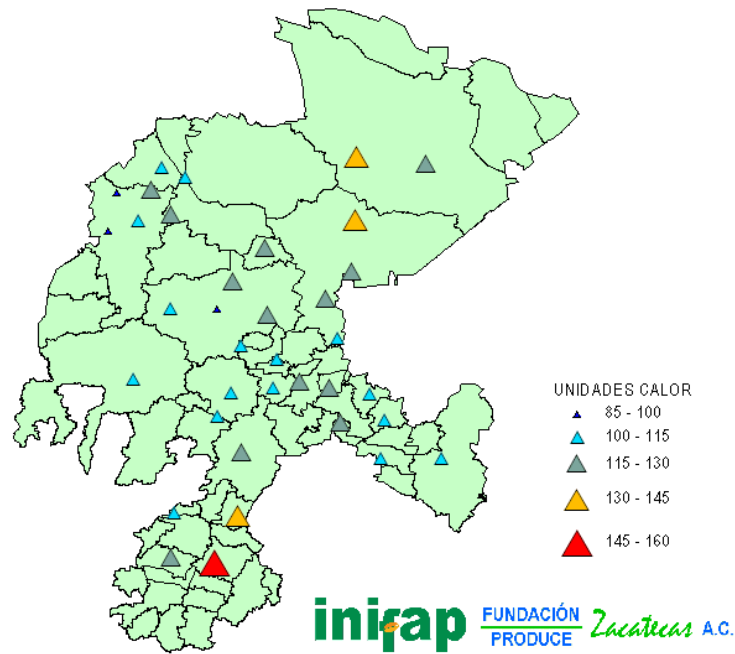 UNIDADES CALOR
85 - 100
100 - 115
115 - 130
130 - 145
145 - 160
inifap
FUNDACIÓN
PRODUCE
Zacatecas A.C.